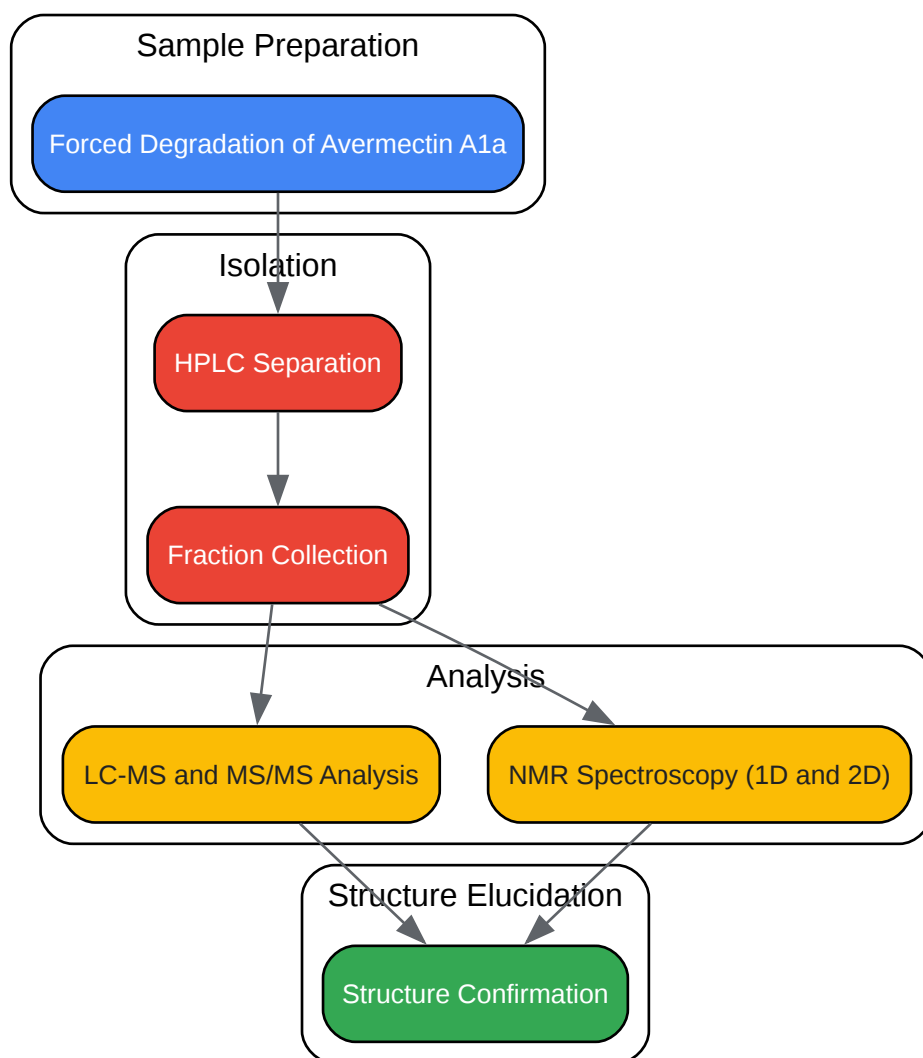 Sample Preparation
Forced Degradation of Avermectin A1a
Isolation
HPLC Separation
Fraction Collection
Analysis
LC-MS and MS/MS Analysis
NMR Spectroscopy (1D and 2D)
Structure Elucidation
Structure Confirmation